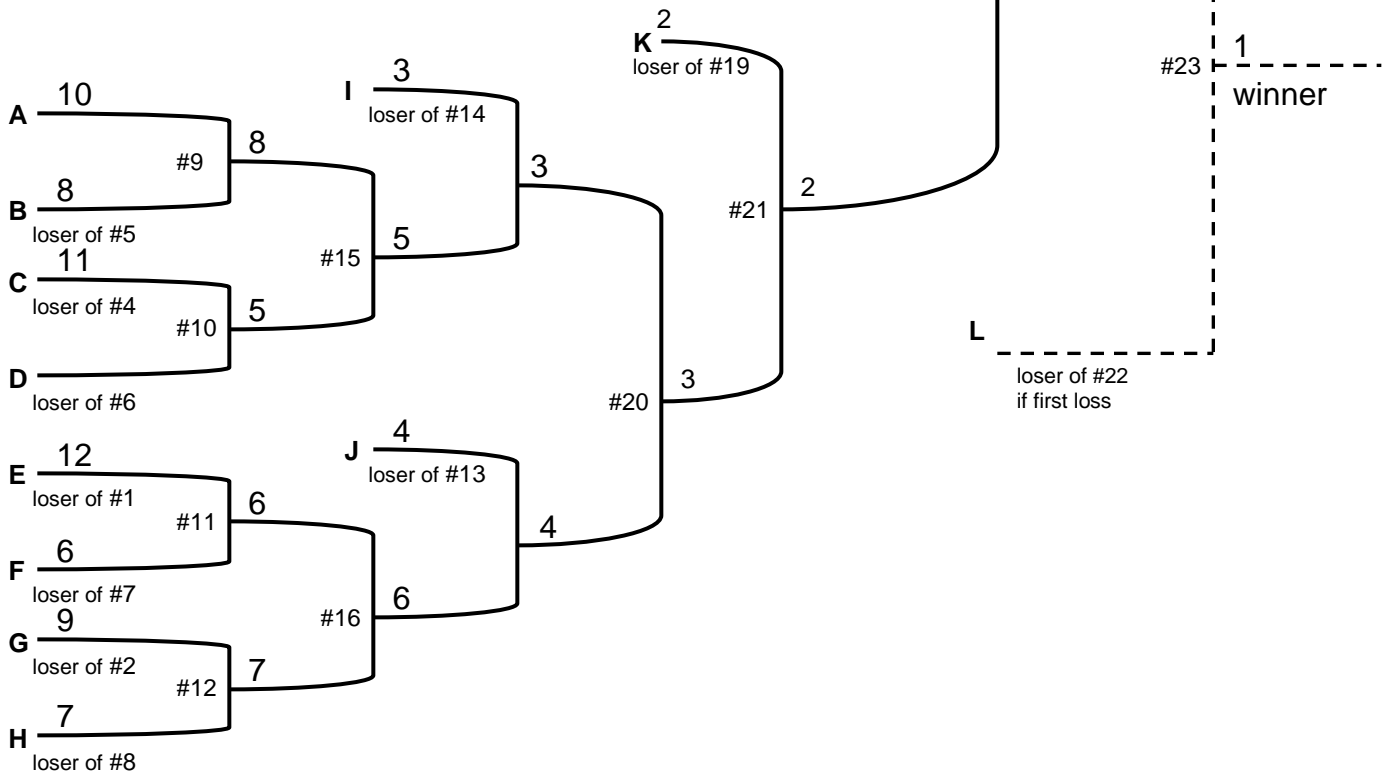 2
K
loser of #19
1
#23
winner
3
I
loser of #14
10
A
8
#9
3
8
B
loser of #5
2
#21
11
C
loser of #4
5
#15
5
#10
D
loser of #6
L
loser of #22
if first loss
3
#20
4
J
loser of #13
12
E
loser of #1
6
#11
4
6
F
loser of #7
9
G
loser of #2
6
#16
7
#12
7
H
loser of #8